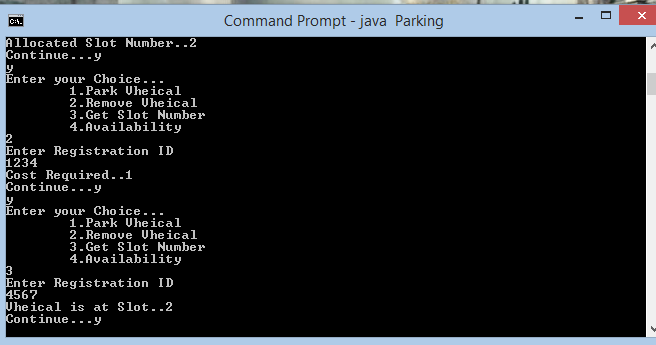 Command Prompt - java Parking
Allocated Slot Number..2
Continue...y
y
Enter your Choice...
1.Park Vheical
2.Remove Vheical
3.Get Slot Number
4.Availability
2
Enter Registration ID
1234
Cost Required..1
Continue...y
y
Enter your Choice...
1.Park Vheical
2.Remove Vheical
3.Get Slot Number
4.Availability
3
Enter Registration ID
4567
Vheical is at Slot..2
Continue...y